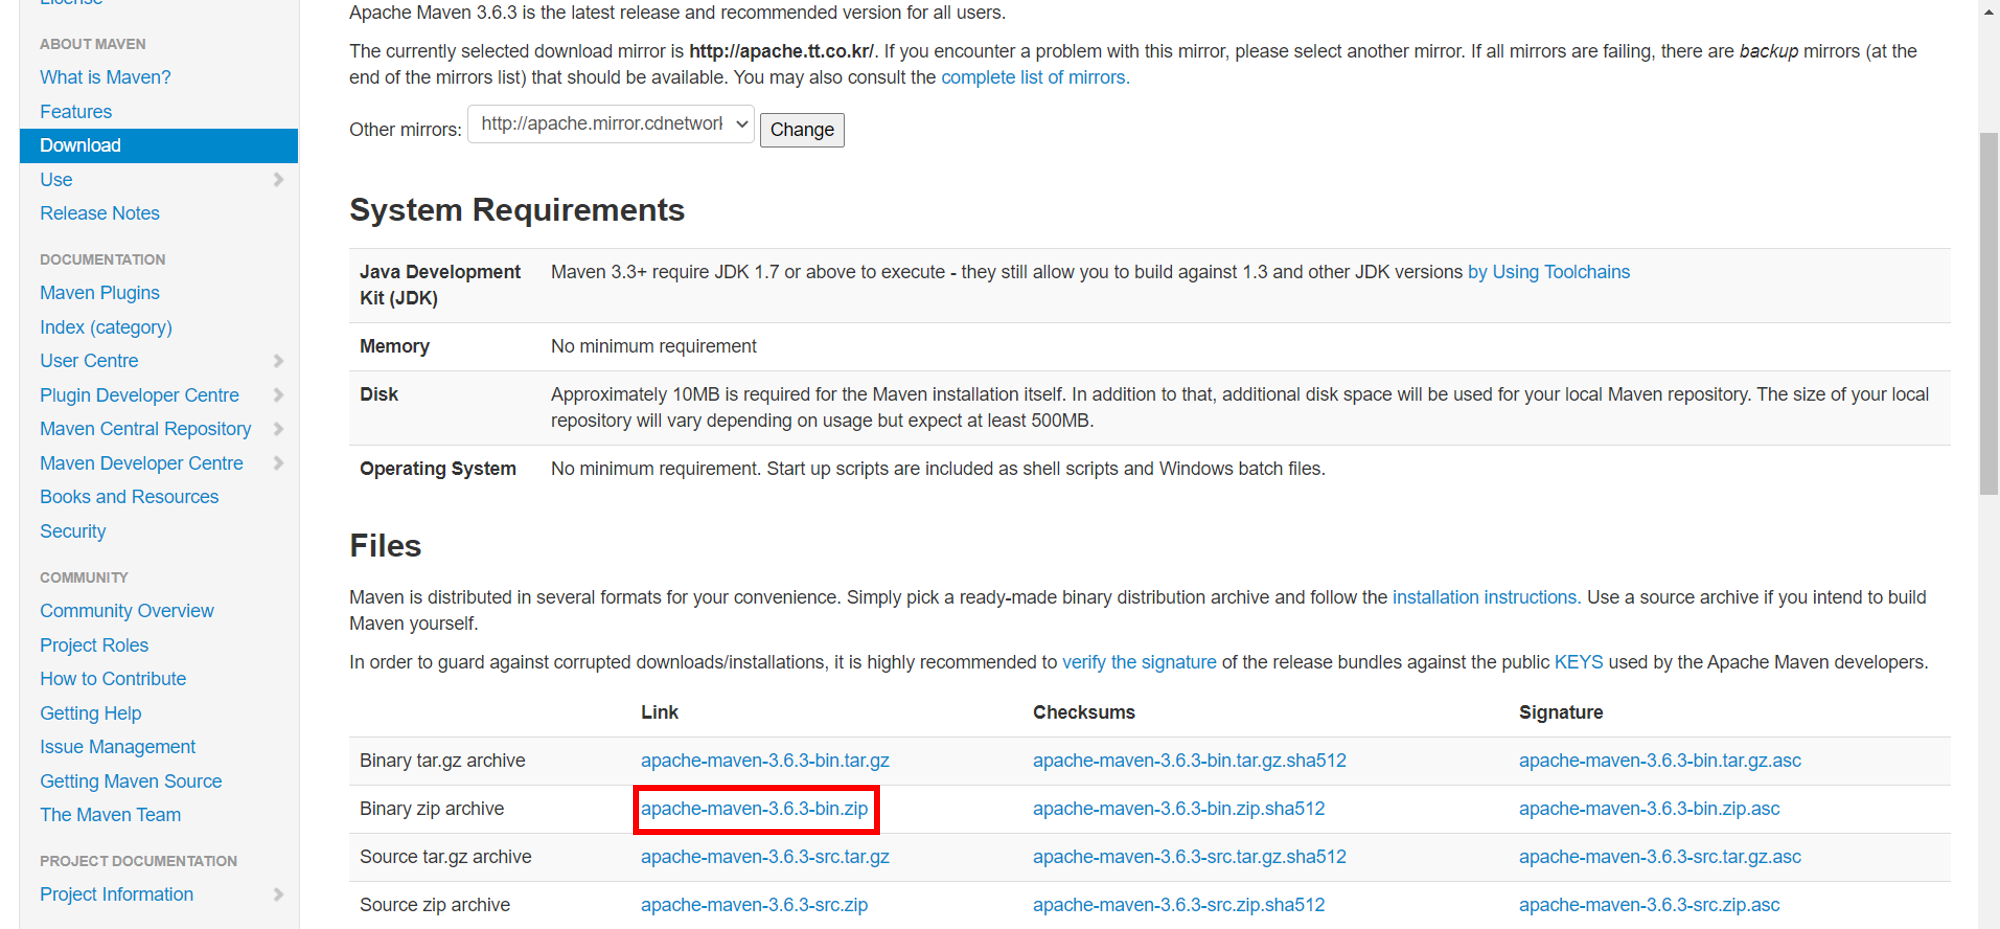 License
ABOUT MAVEN
What is Maven?
Features
Download
Use
Release Notes
DOCUMENTATION
Maven Plugins
Index (category)
User Centre
Plugin Developer Centre
Maven Central Repository
Maven Developer Centre
Books and Resources
Security
COMMUNITY
Community Overview
Project Roles
How to Contribute
Getting Help
Issue Management
Getting Maven Source
The Maven Team
PROJECT DOCUMENTATION
Project Information
Apache Maven 3.6.3 is the latest release and recommended version for all users.
The currently selected download mirror is http://apache.tt.co.kr/. If you encounter a problem with this mirror, please select another mirror. If all mirrors are failing, there are backup mirrors (at the
end of the mirrors list) that should be available. You may also consult the complete list of mirrors.
Other mirrors: http://apache.mirror.cdnetwork Change
System Requirements
Java Development Maven 3.3+ require JDK 1.7 or above to execute - they still allow you to build against 1.3 and other JDK versions by Using Toolchains
Kit (JDK)
Memory No minimum requirement
Disk Approximately 10MB is required for the Maven installation itself. In addition to that, additional disk space will be used for your local Maven repository. The size of your local
repository will vary depending on usage but expect at least 500MB.
Operating System No minimum requirement. Start up scripts are included as shell scripts and Windows batch files.
Files
Maven is distributed in several formats for your convenience. Simply pick a ready-made binary distribution archive and follow the installation instructions. Use a source archive if you intend to build
Maven yourself.
In order to guard against corrupted downloads/installations, it is highly recommended to verify the signature of the release bundles against the public KEYS used by the Apache Maven developers.
Link Checksums Signature
Binary tar.gz archive apache-maven-3.6.3-bin.tar.gz apache-maven-3.6.3-bin.tar.gz.sha512 apache-maven-3.6.3-bin.tar.gz.asc
Binary zip archive apache-maven-3.6.3-bin.zip apache-maven-3.6.3-bin.zip.sha512 apache-maven-3.6.3-bin.zip.asc
Source tar.gz archive apache-maven-3.6.3-src.tar.gz apache-maven-3.6.3-src.tar.gz.sha512 apache-maven-3.6.3-src.tar.gz.asc
Source zip archive apache-maven-3.6.3-src.zip apache-maven-3.6.3-src.zip.sha512 apache-maven-3.6.3-src.zip.asc